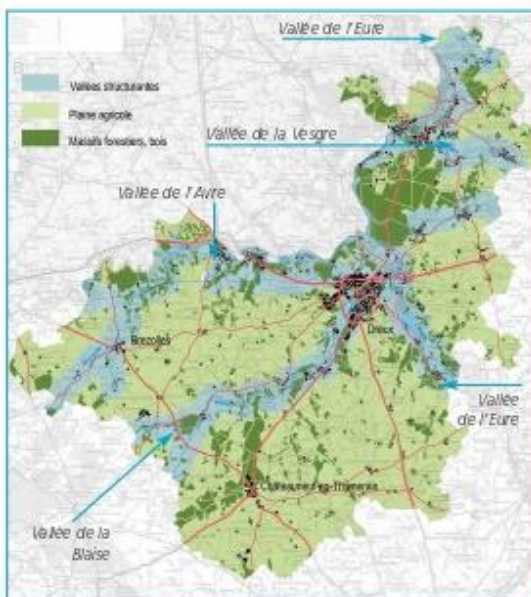 Vallée de l'Eure
Vallées structurantes
Plaine agricole
Massifs forestiers, bois
Anet
Vallée de la Vesgre
Vallée de l'Avre
Dreux
Brezolles
Vallée
de l'Eure
Châteauneuf-en-Thymerais
Vallée de la
Blaise